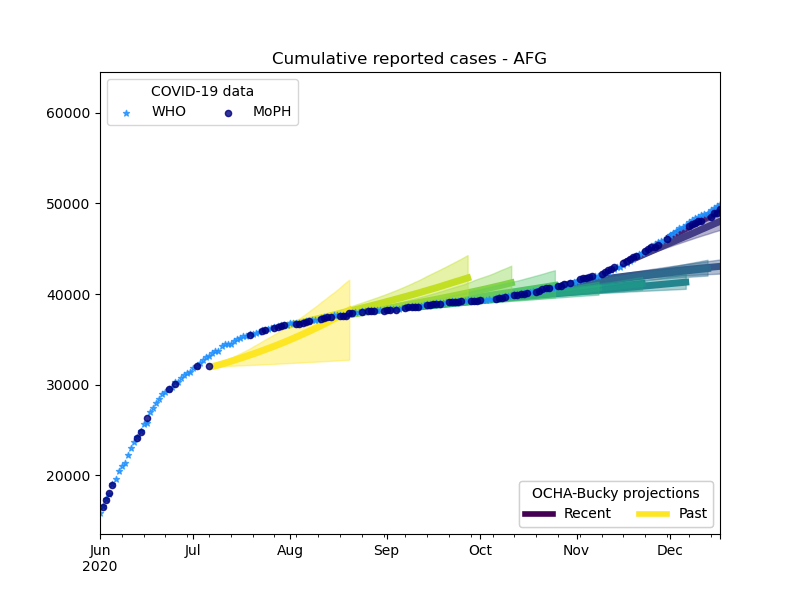 Cumulative reported cases - AFG
COVID-19 data
WHO MoPH
60000
50000
40000
30000
20000
OCHA-Bucky projections
Recent Past
Jun Jul Aug Sep Oct Nov Dec
2020